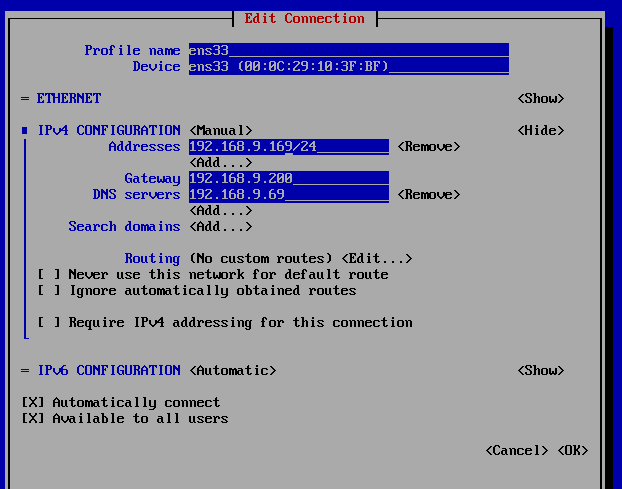 Edit Connection
Profile name ens33
Device ens33 (00:0C:29:10:3F:BF)
= ETHERNET <Show>
IPv4 CONFIGURATION <Manual> <Hide>
Addresses 192.168.9.169/24 <Remove>
<Add...>
Gateway 192.168.9.200
DNS servers 192.168.9.69 <Remove>
<Add...>
Search domains <Add...>
Routing (No custom routes) <Edit...>
[ ] Never use this network for default route
[ ] Ignore automatically obtained routes
[ ] Require IPv4 addressing for this connection
= IPv6 CONFIGURATION <Automatic> <Show>
[X] Automatically connect
[X] Available to all users
<Cancel> <OK>